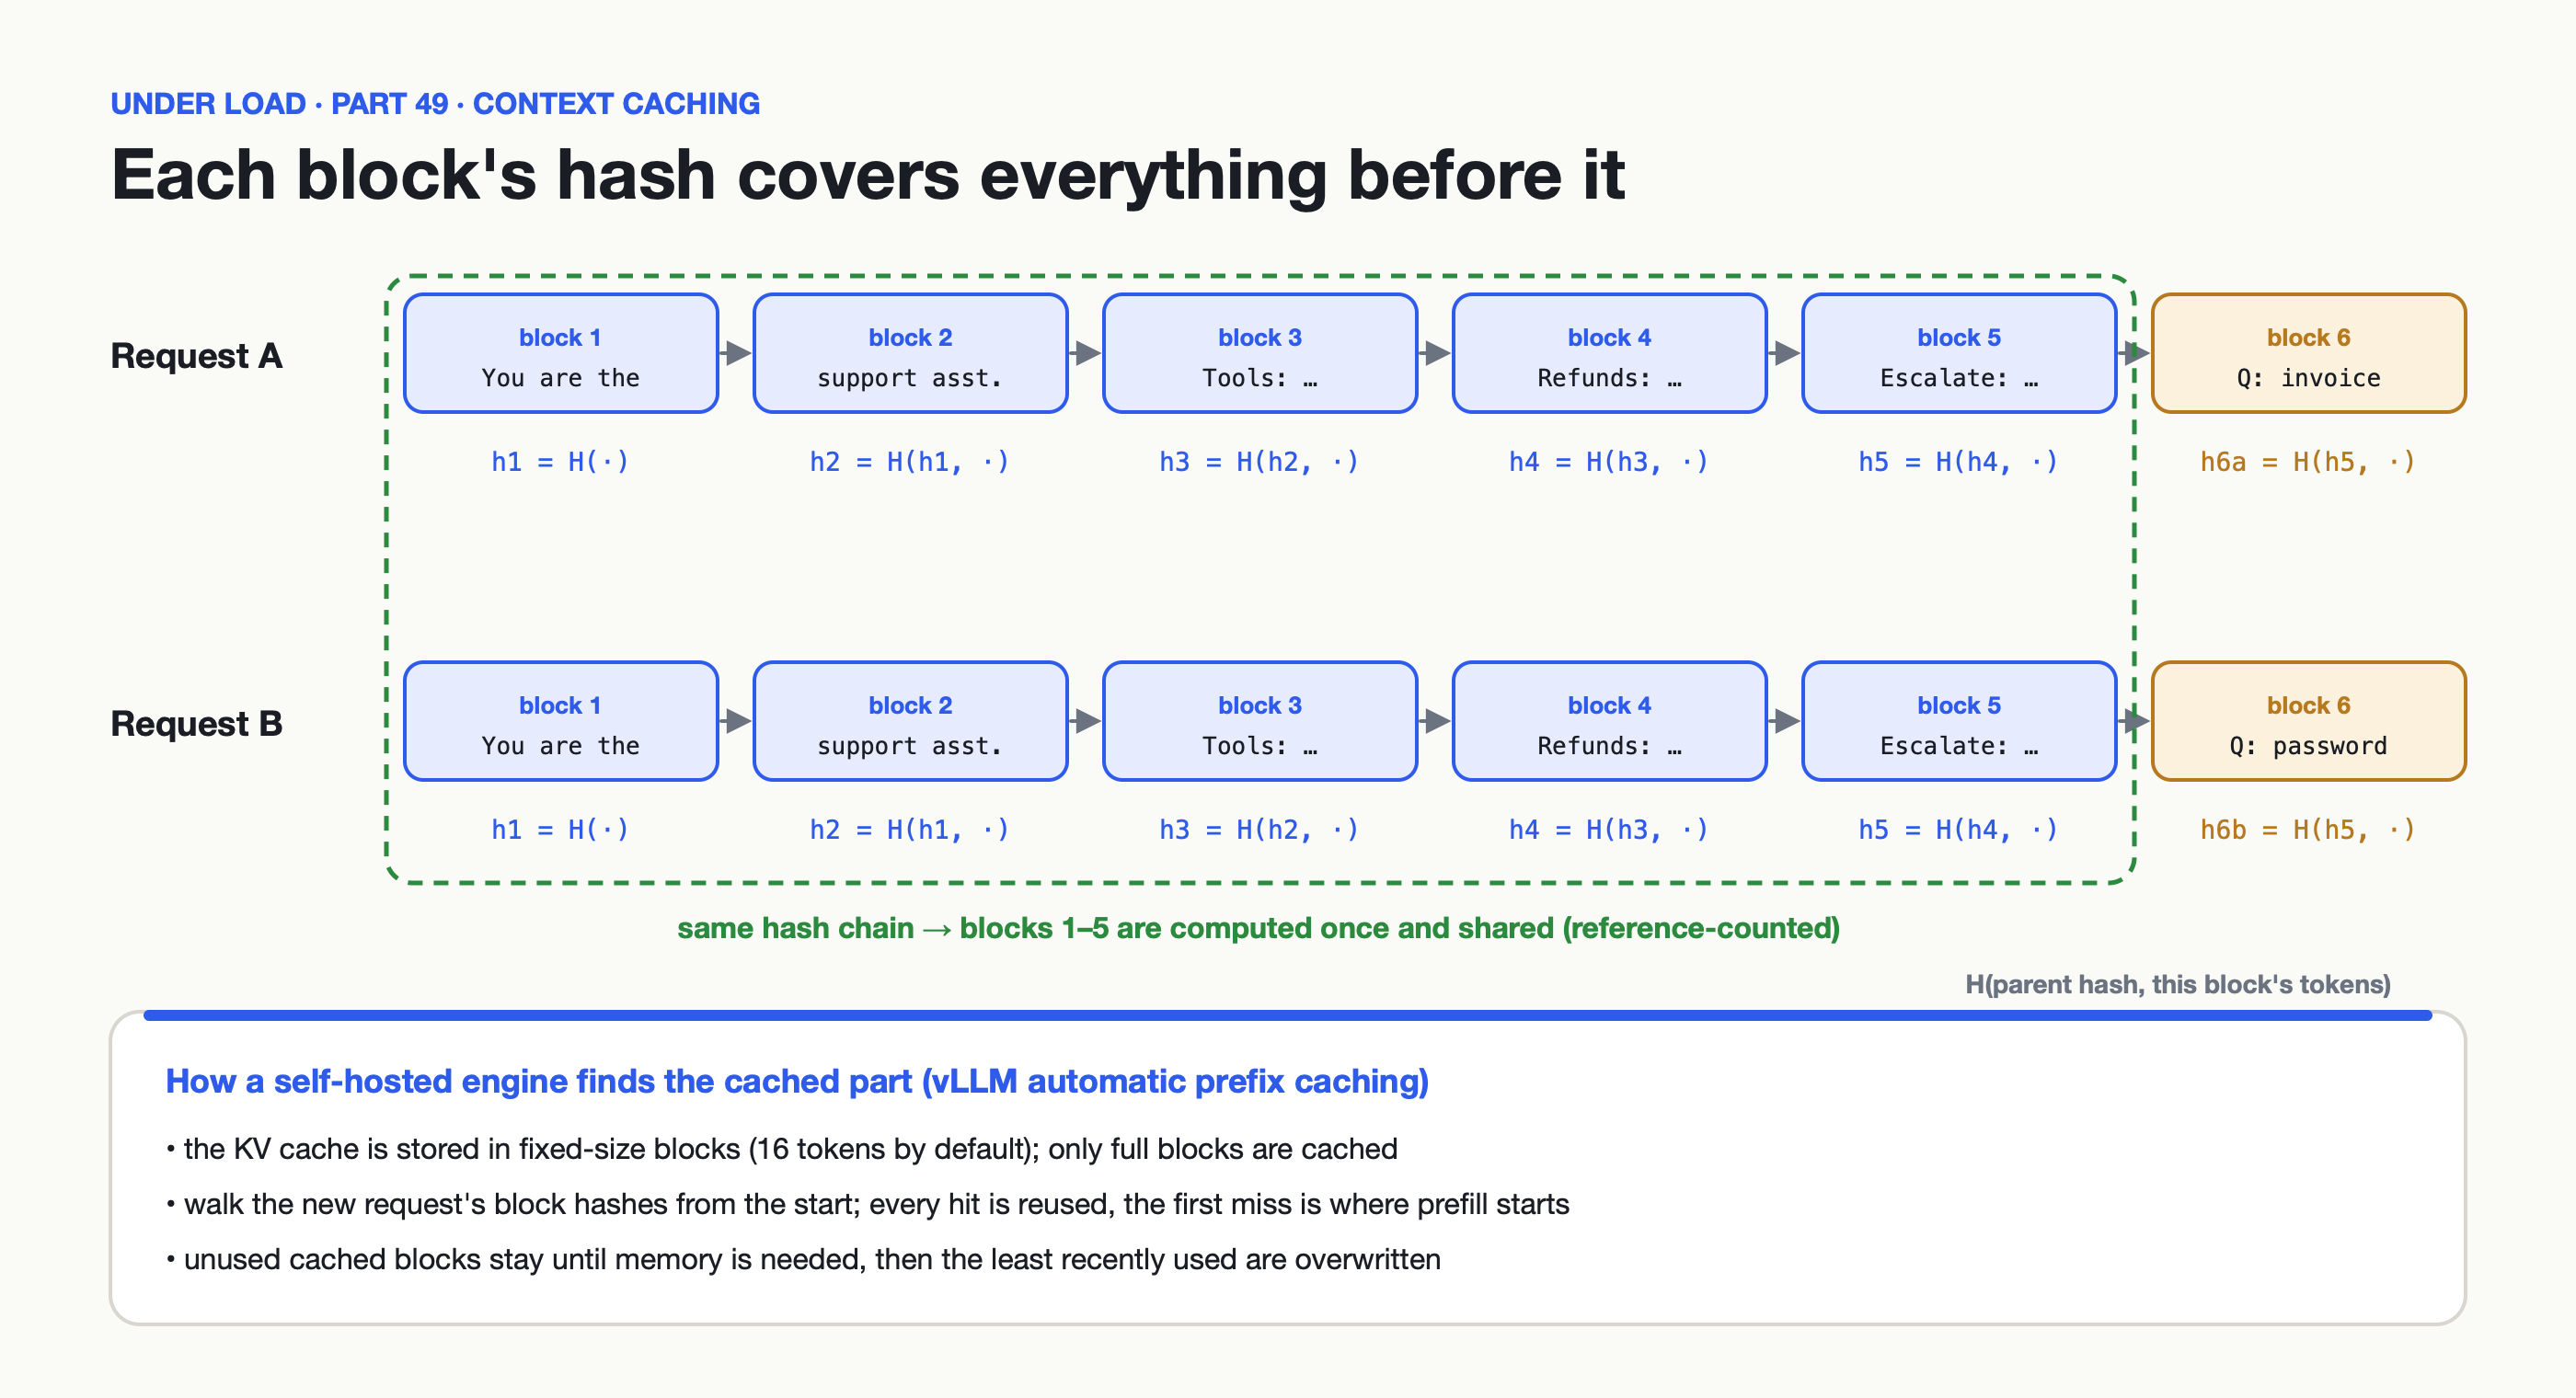 UNDER LOAD · PART 49 · CONTEXT CACHING
Each block's hash covers everything before it
Request A
block 1
You are the
h1 = H(·)
block 2
support asst.
h2 = H(h1, ·)
block 3
Tools: …
h3 = H(h2, ·)
block 4
Refunds: …
h4 = H(h3, ·)
block 5
Escalate: …
h5 = H(h4, ·)
block 6
Q: invoice
h6a = H(h5, ·)
Request B
block 1
You are the
h1 = H(·)
block 2
support asst.
h2 = H(h1, ·)
block 3
Tools: …
h3 = H(h2, ·)
block 4
Refunds: …
h4 = H(h3, ·)
block 5
Escalate: …
h5 = H(h4, ·)
block 6
Q: password
h6b = H(h5, ·)
same hash chain → blocks 1–5 are computed once and shared (reference-counted)
H(parent hash, this block's tokens)
How a self-hosted engine finds the cached part (vLLM automatic prefix caching)
• the KV cache is stored in fixed-size blocks (16 tokens by default); only full blocks are cached
• walk the new request's block hashes from the start; every hit is reused, the first miss is where prefill starts
• unused cached blocks stay until memory is needed, then the least recently used are overwritten